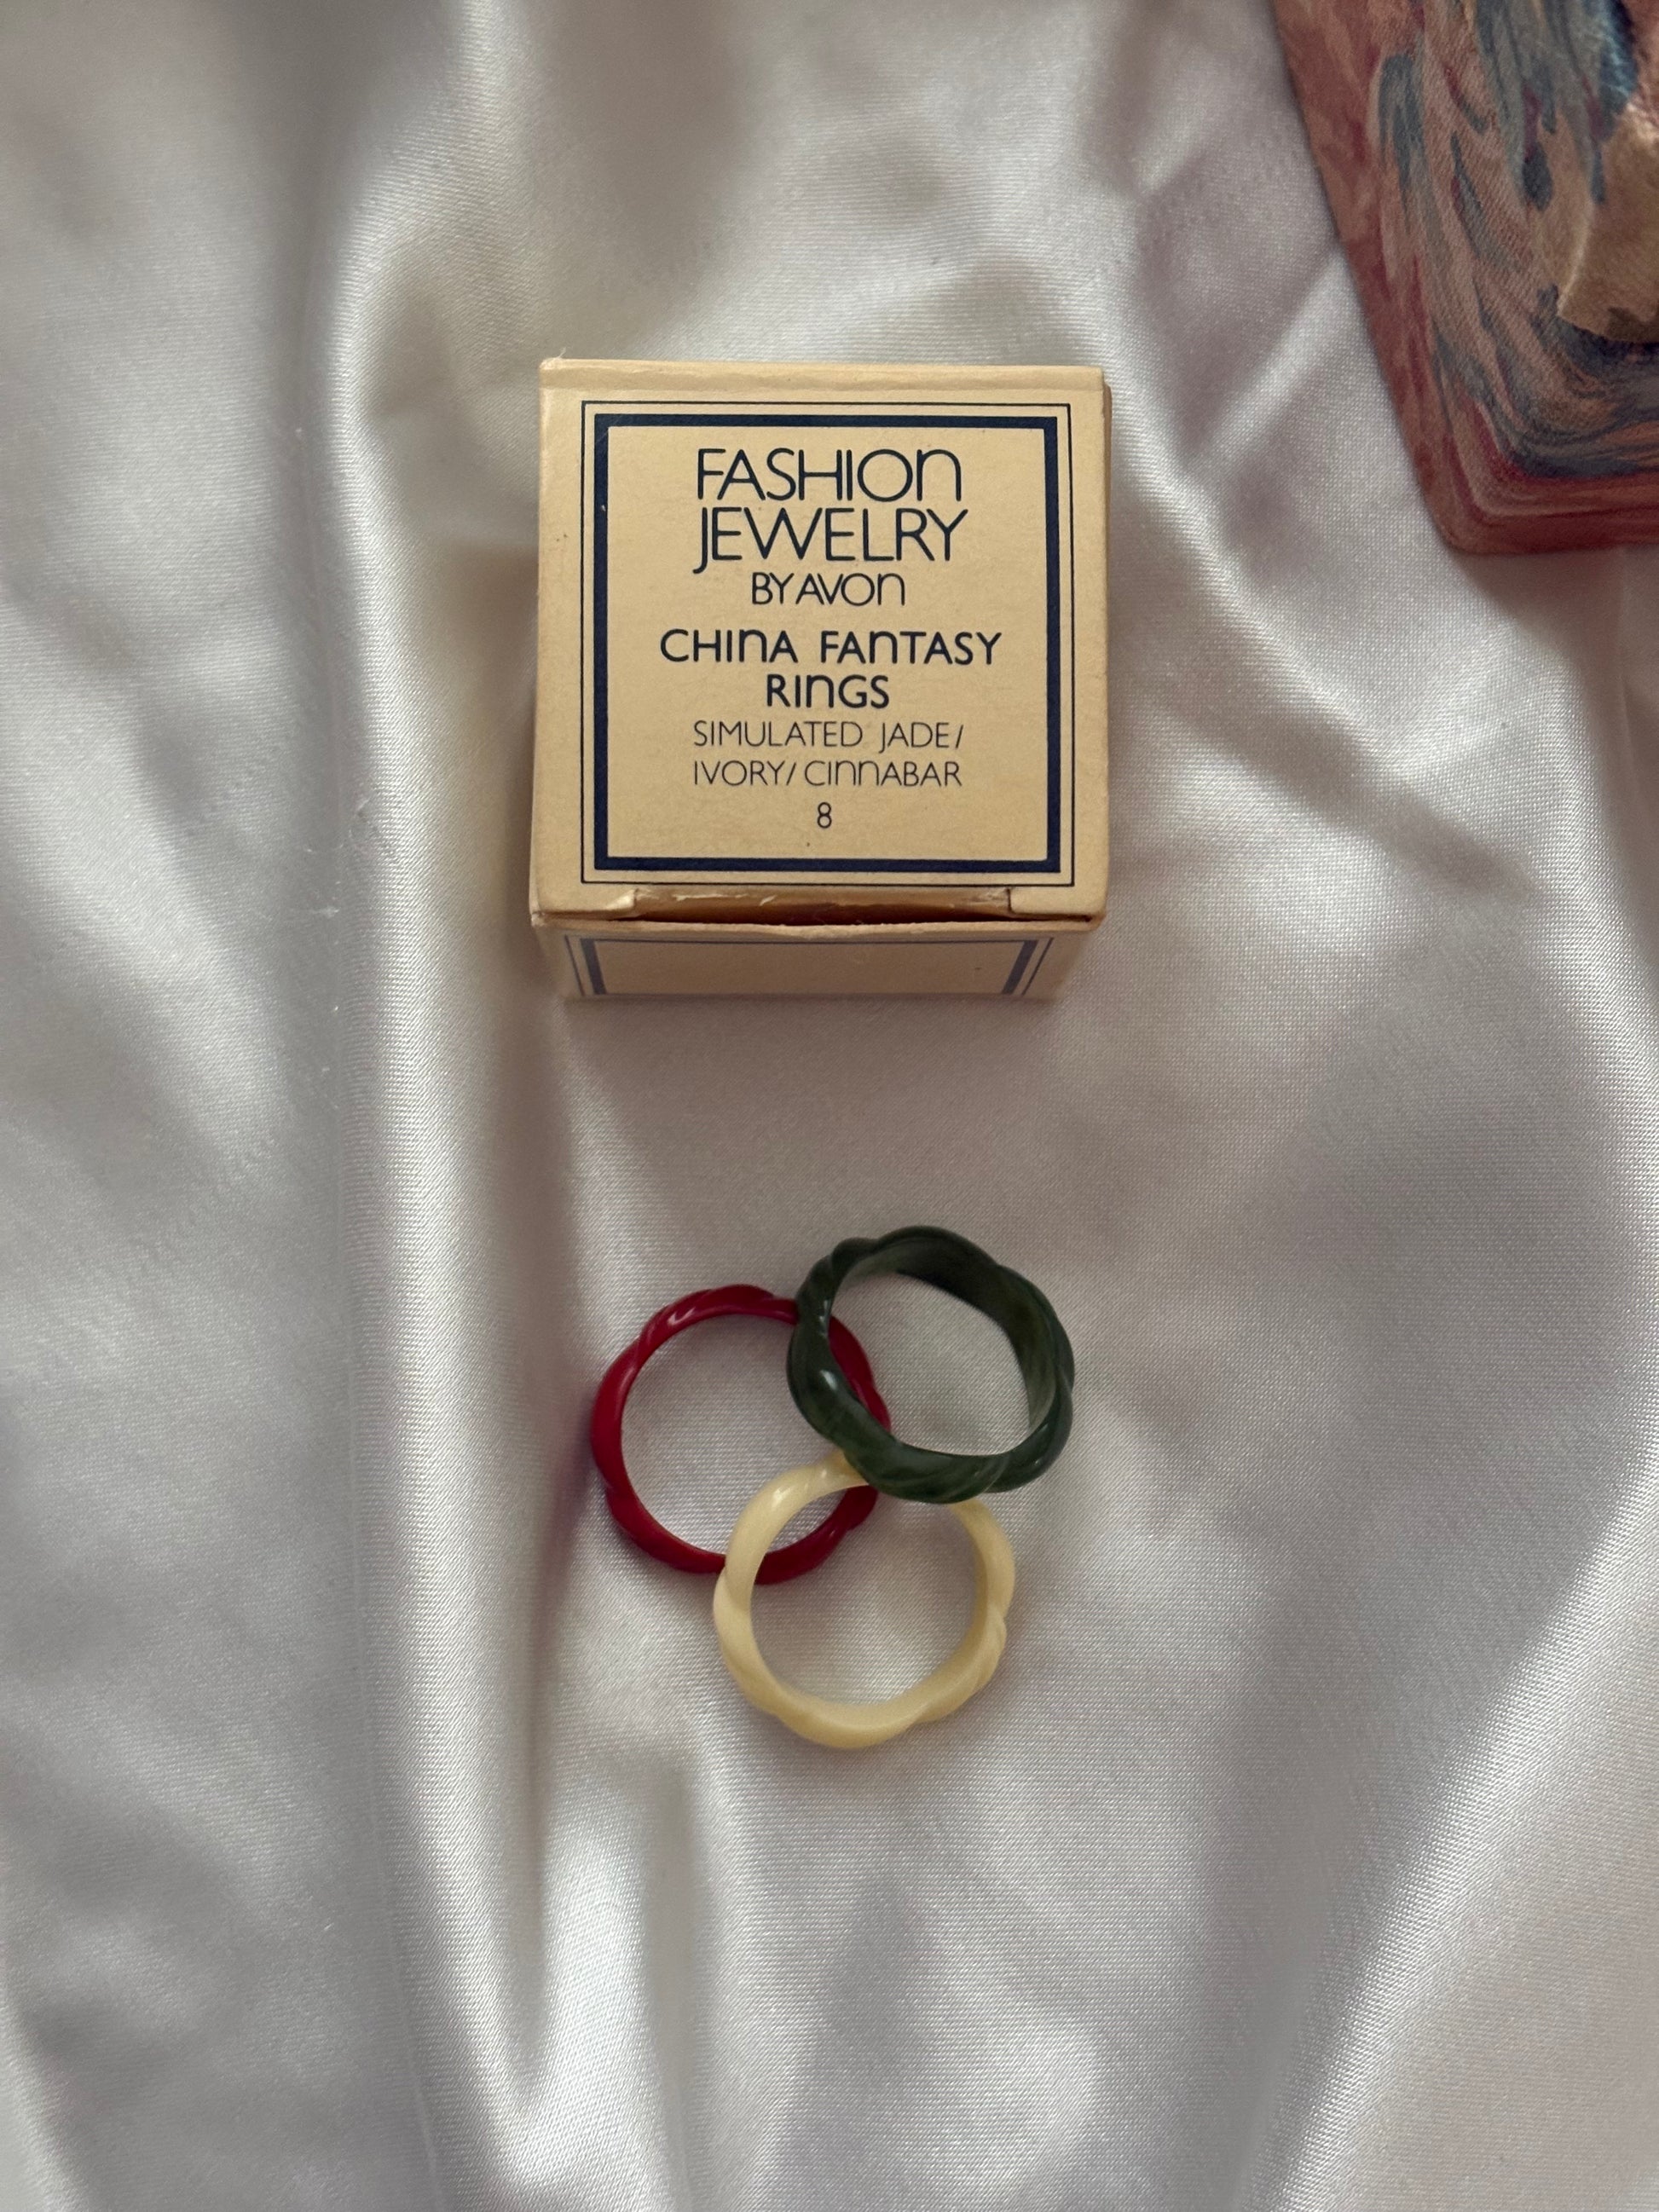 FASHION
JEWELRY
BY AVON
CHINA FANTASY
RINGS
SIMULATED JADE/
IVORY/CINNABAR
8